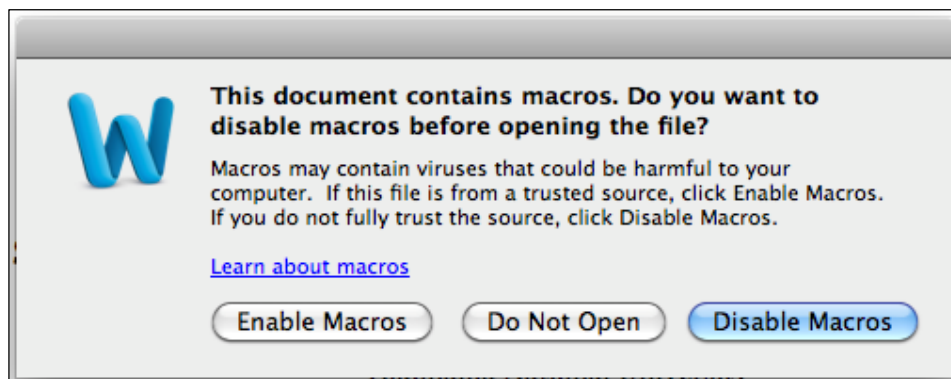 This document contains macros. Do you want to
disable macros before opening the file?
Macros may contain viruses that could be harmful to your
computer.  If this file is from a trusted source, click Enable Macros.
If you do not fully trust the source, click Disable Macros.
Learn about macros
Enable Macros Do Not Open Disable Macros